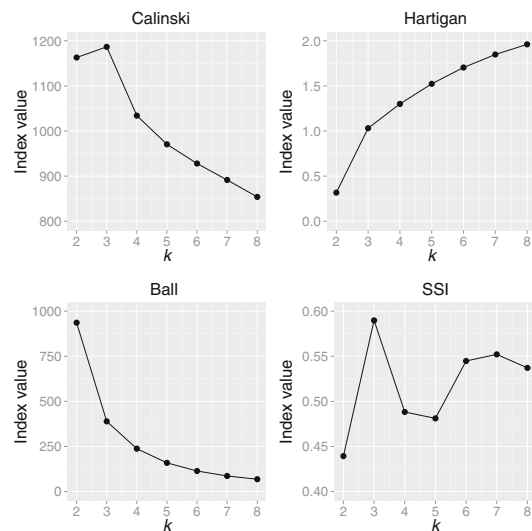 Calinski
Index value
1200
1100
1000
900
800
2 3 4 5 6 7 8
k
Hartigan
Index value
2.0
1.5
1.0
0.5
0.0
2 3 4 5 6 7 8
k
Ball
Index value
1000
750
500
250
0
2 3 4 5 6 7 8
k
SSI
Index value
0.60
0.55
0.50
0.45
0.40
2 3 4 5 6 7 8
k